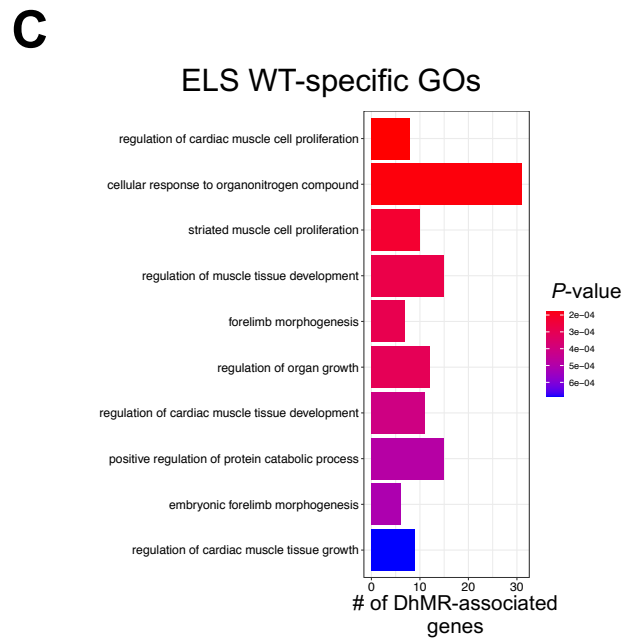 C
ELS WT-specific GOs
regulation of cardiac muscle cell proliferation
cellular response to organonitrogen compound
striated muscle cell proliferation
regulation of muscle tissue development
forelimb morphogenesis
regulation of organ growth
regulation of cardiac muscle tissue development
positive regulation of protein catabolic process
embryonic forelimb morphogenesis
regulation of cardiac muscle tissue growth
0 10 20 30
# of DhMR-associated
genes
P-value
2e−04
3e−04
4e−04
5e−04
6e−04